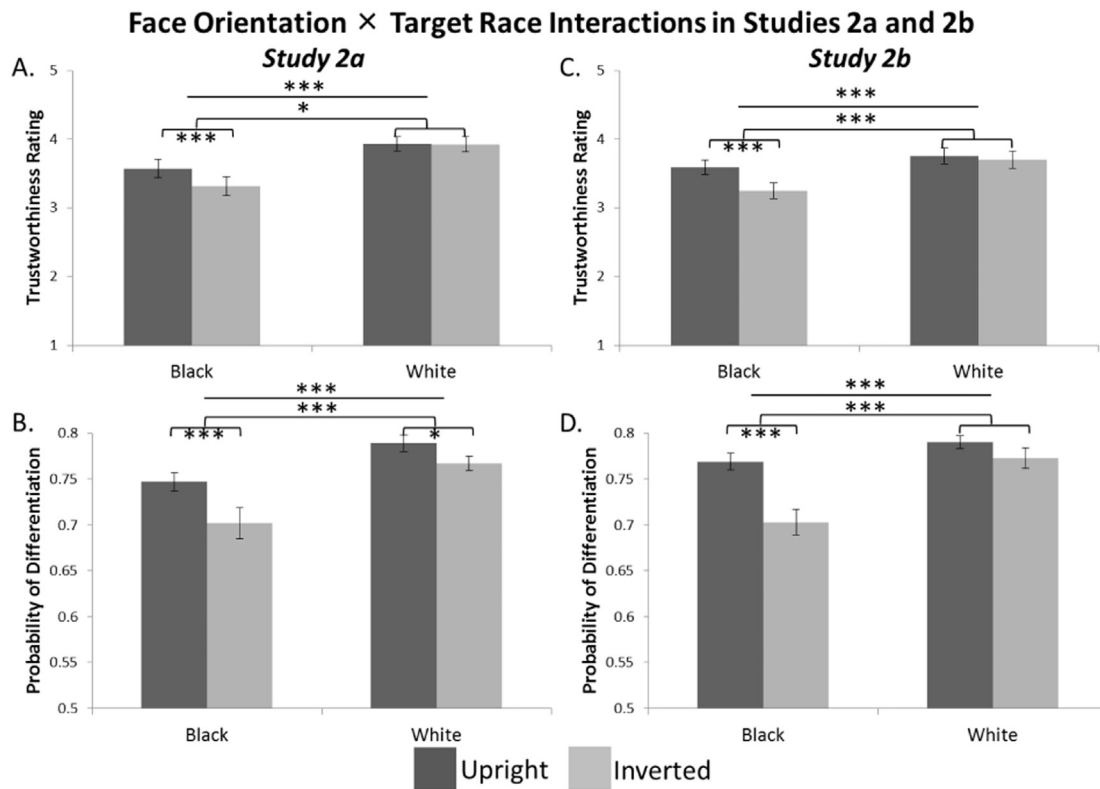 Face Orientation × Target Race Interactions in Studies 2a and 2b
Study 2a
A.
***
*
***
5
4
3
2
1
Trustworthiness Rating
Black
White
Study 2b
C.
***
***
***
5
4
3
2
1
Trustworthiness Rating
Black
White
B.
***
***
***
*
0.8
0.75
0.7
0.65
0.6
0.55
0.5
Probability of Differentiation
Black
White
D.
***
***
***
0.8
0.75
0.7
0.65
0.6
0.55
0.5
Probability of Differentiation
Black
White
Upright
Inverted